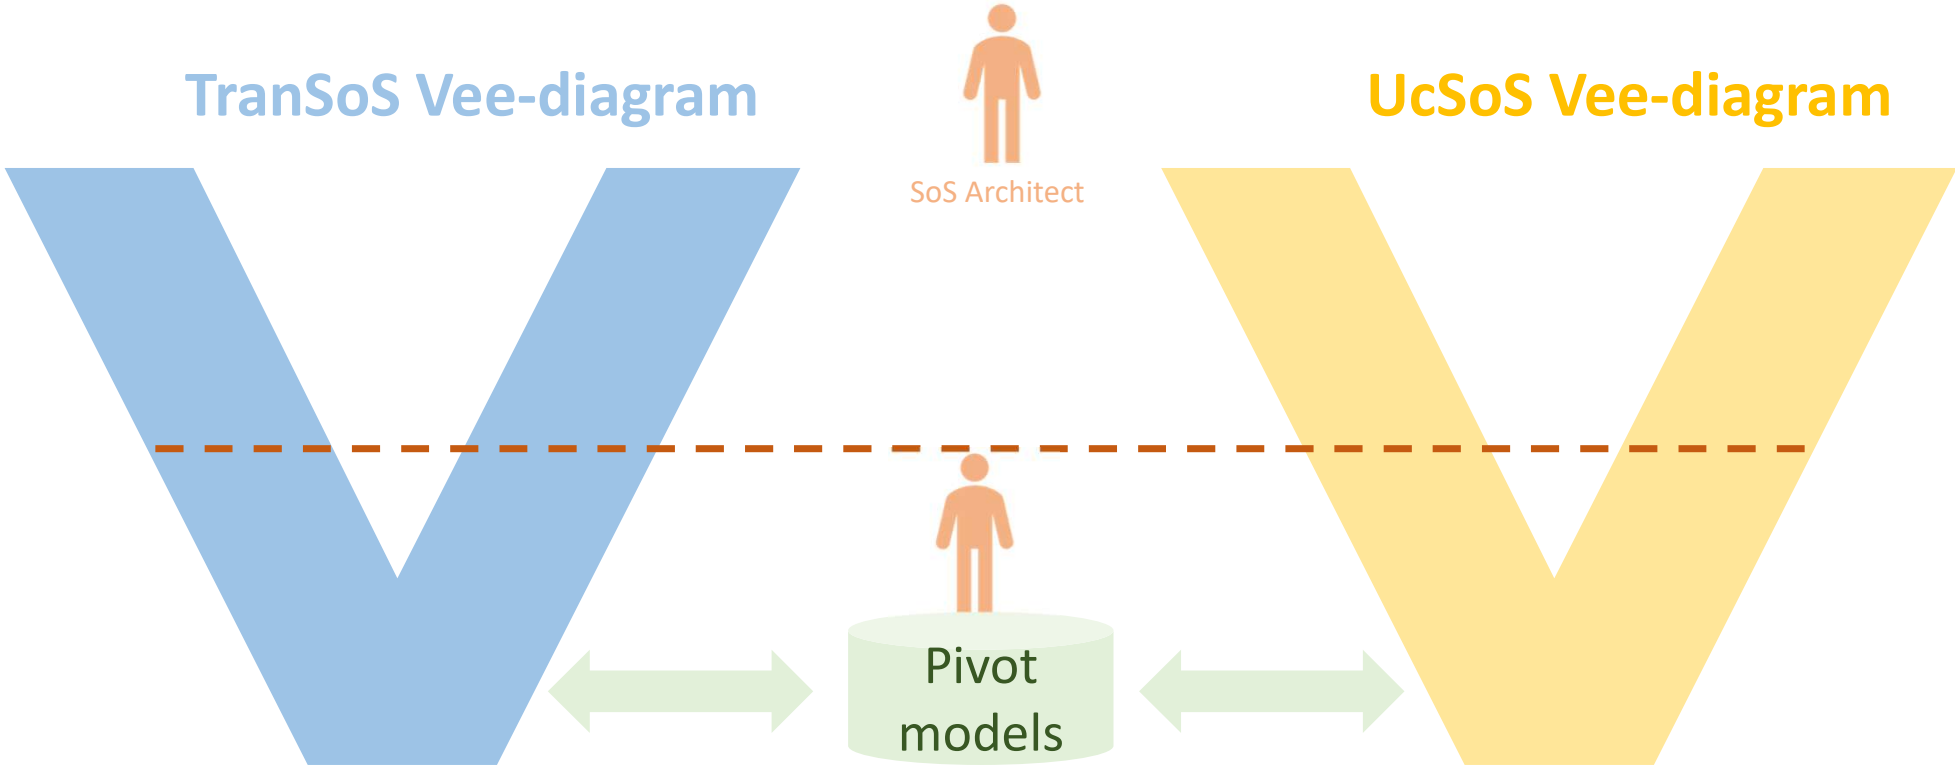 TranSoS Vee-diagram
UcSoS Vee-diagram
SoS Architect
Pivot
models